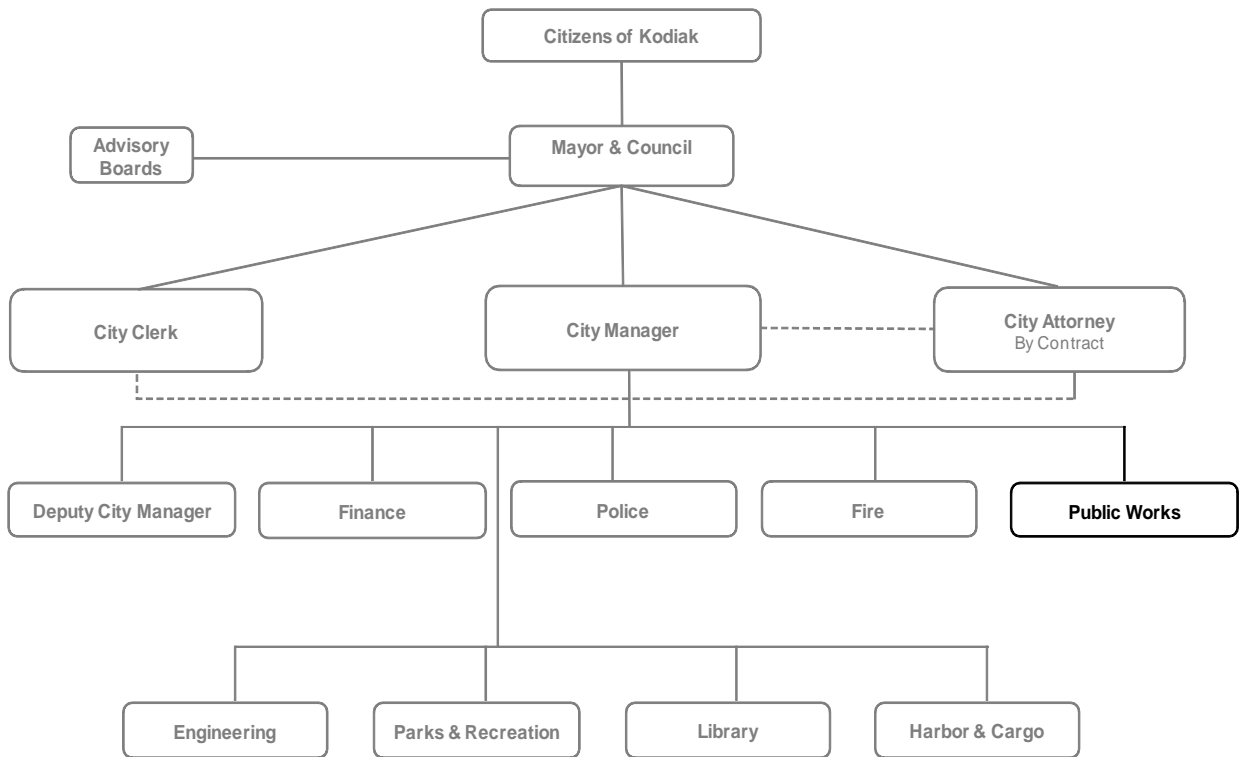 Citizens of Kodiak
Advisory
Boards
Mayor & Council
City Clerk
City Manager
City Attorney
By Contract
Deputy City Manager
Finance
Police
Fire
Public Works
Engineering
Parks & Recreation
Library
Harbor & Cargo